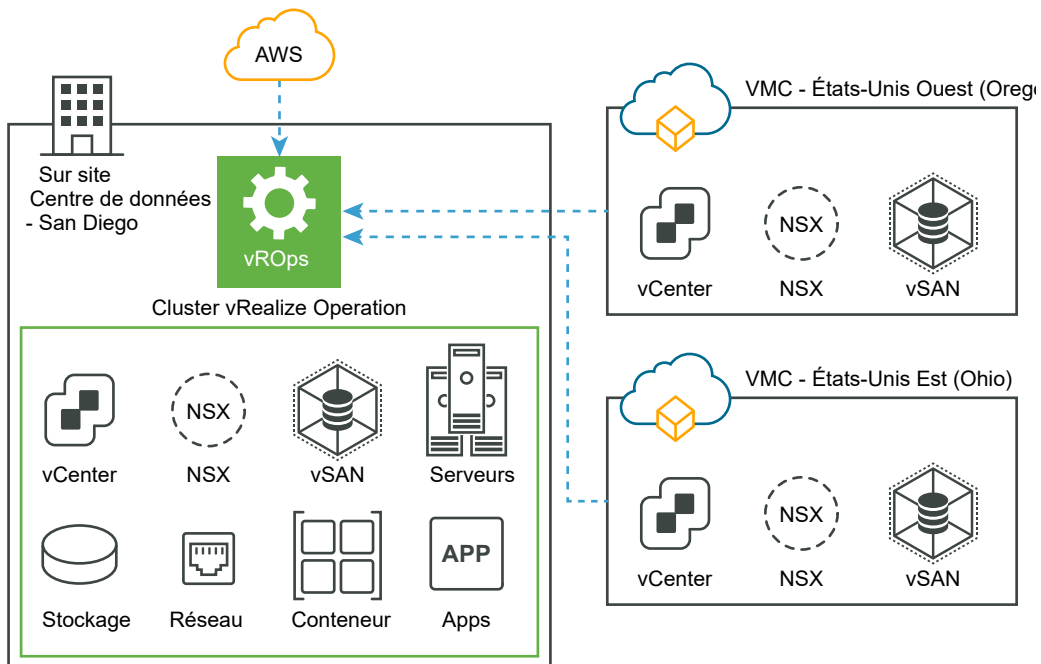 AWS
Sur site
Centre de données
- San Diego
vROps
Cluster vRealize Operation
vCenter
NSX
NSX
vSAN
Serveurs
Stockage
Réseau
Conteneur
APP
Apps
VMC - États-Unis Ouest (Orego
vCenter
NSX
NSX
vSAN
VMC - États-Unis Est (Ohio)
vCenter
NSX
NSX
vSAN